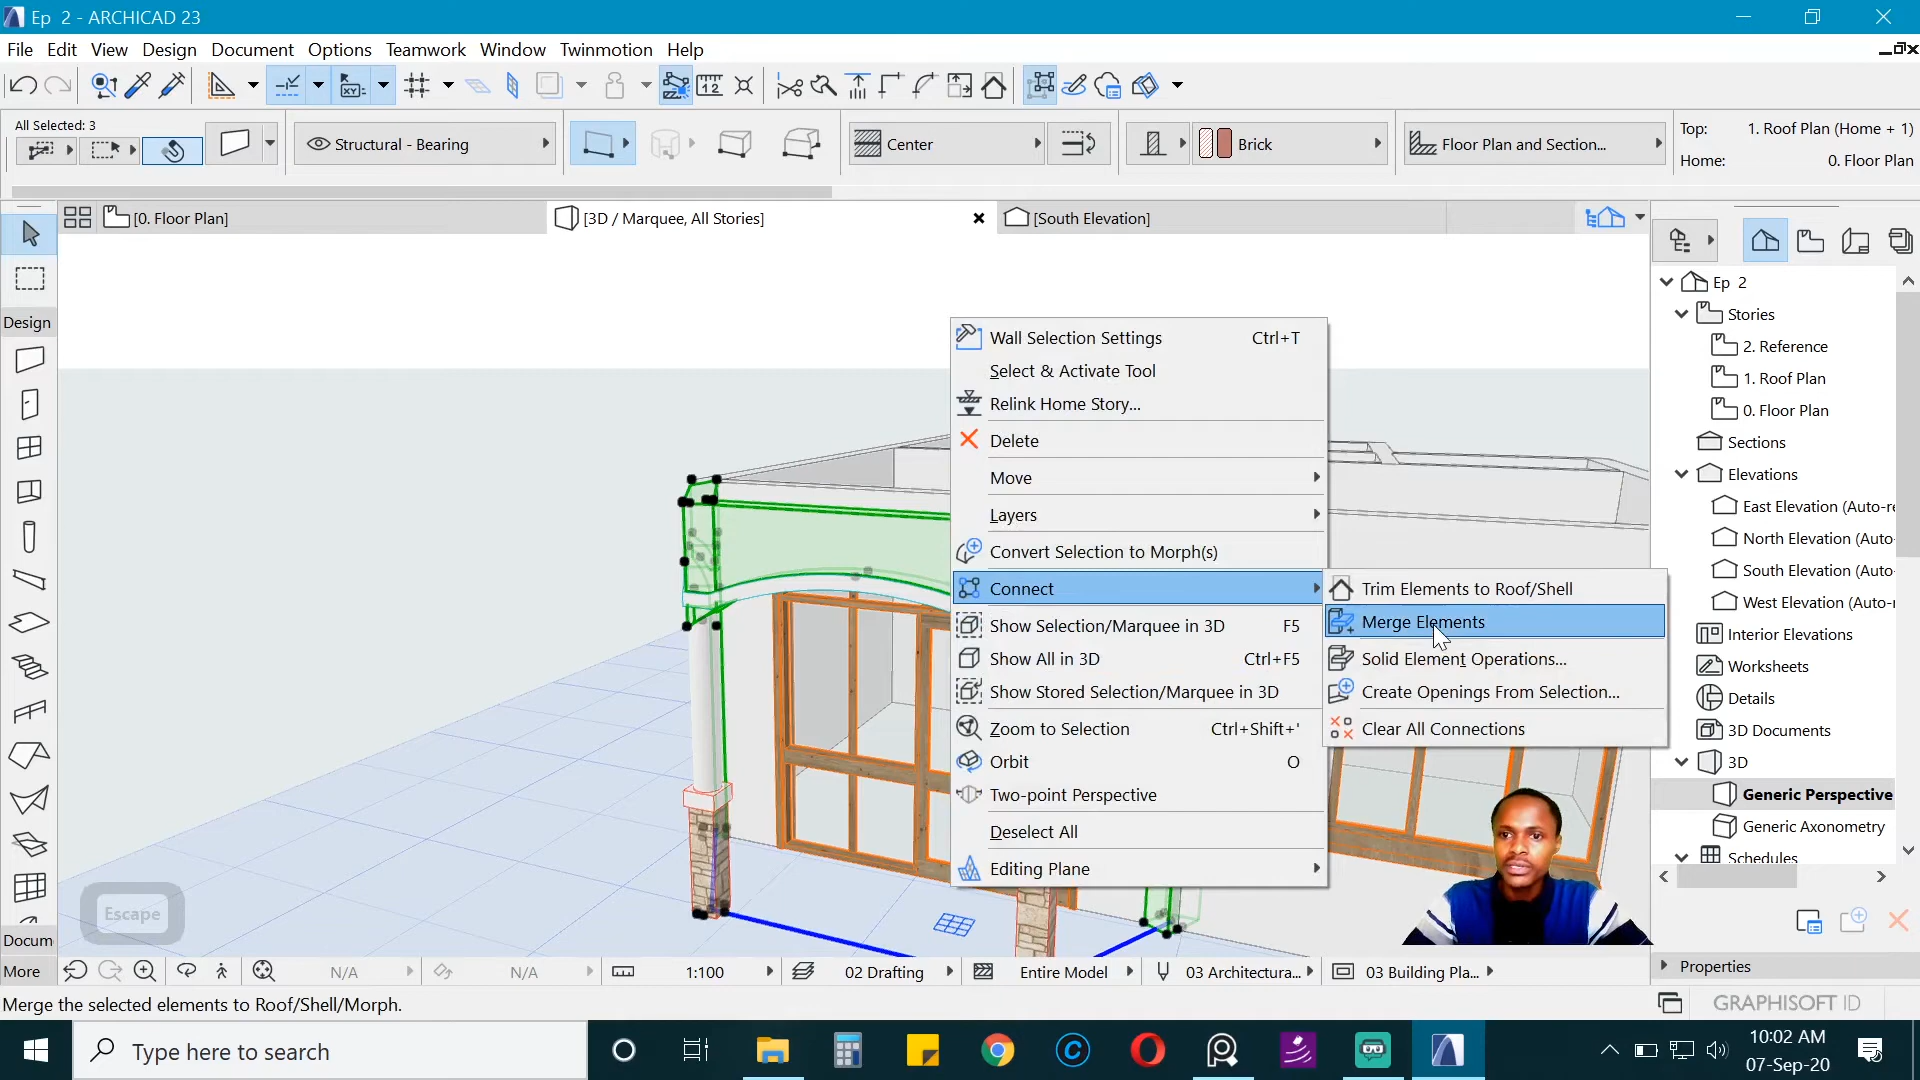 Ep 2 - ARCHICAD 23
File Edit View Design Document Options Teamwork Window Twinmotion Help
All Selected: 3
Structural - Bearing
Center
Brick
Floor Plan and Section...
Top: 1. Roof Plan (Home + 1)
Home: 0. Floor Plan
[0. Floor Plan]
[3D / Marquee, All Stories]
[South Elevation]
Design
Docum
More
Wall Selection Settings Ctrl+T
Select & Activate Tool
Relink Home Story...
Delete
Move
Layers
Convert Selection to Morph(s)
Connect
Show Selection/Marquee in 3D F5
Show All in 3D Ctrl+F5
Show Stored Selection/Marquee in 3D
Zoom to Selection Ctrl+Shift+'
Orbit O
Two-point Perspective
Deselect All
Editing Plane
Trim Elements to Roof/Shell
Merge Elements
Solid Element Operations...
Create Openings From Selection...
Clear All Connections
Ep 2
Stories
2. Reference
1. Roof Plan
0. Floor Plan
Sections
Elevations
East Elevation (Auto-re
North Elevation (Auto-
South Elevation (Auto-
West Elevation (Auto-r
Interior Elevations
Worksheets
Details
3D Documents
3D
Generic Perspective
Generic Axonometry
Schedules
Properties
Escape
N/A
N/A
1:100
02 Drafting
Entire Model
03 Architectura...
03 Building Pla...
Merge the selected elements to Roof/Shell/Morph.
GRAPHISOFT ID
Type here to search
10:02 AM
07-Sep-20